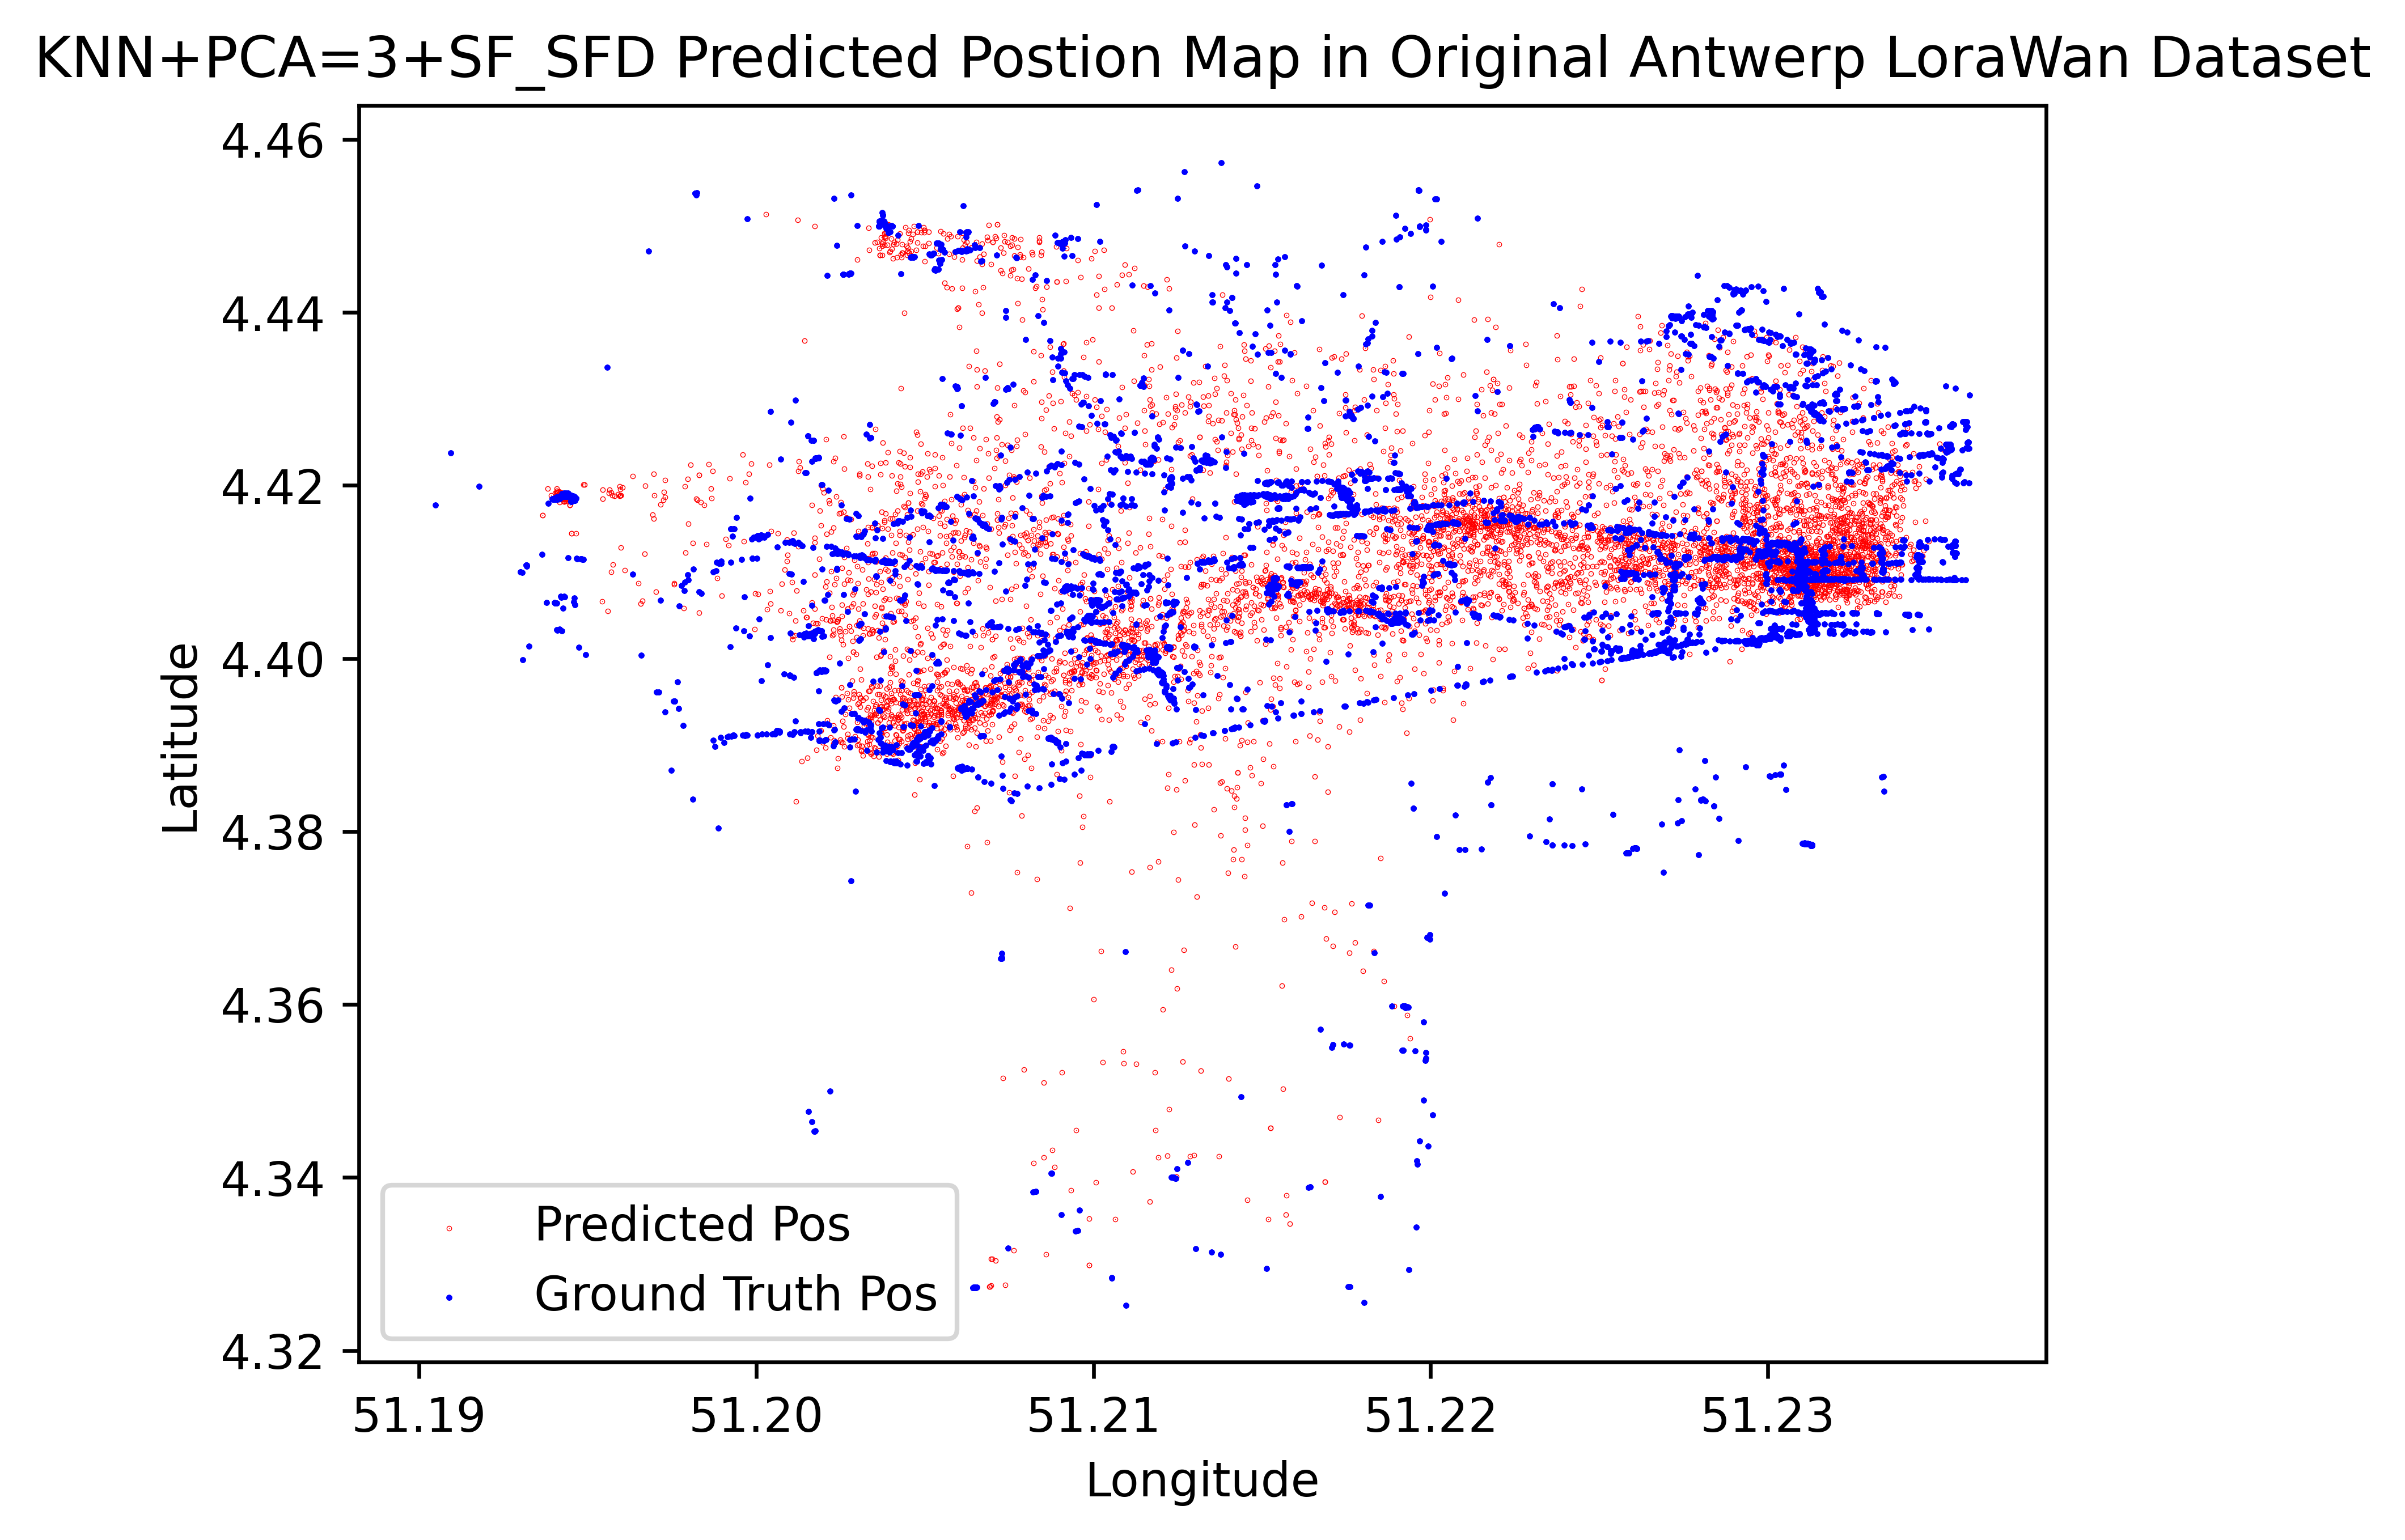 KNN+PCA=3+SF_SFD Predicted Postion Map in Original Antwerp LoraWan Dataset
4.46
4.44
4.42
4.40
4.38
4.36
4.34
4.32
Latitude
Predicted Pos
Ground Truth Pos
51.19 51.20 51.21 51.22 51.23
Longitude